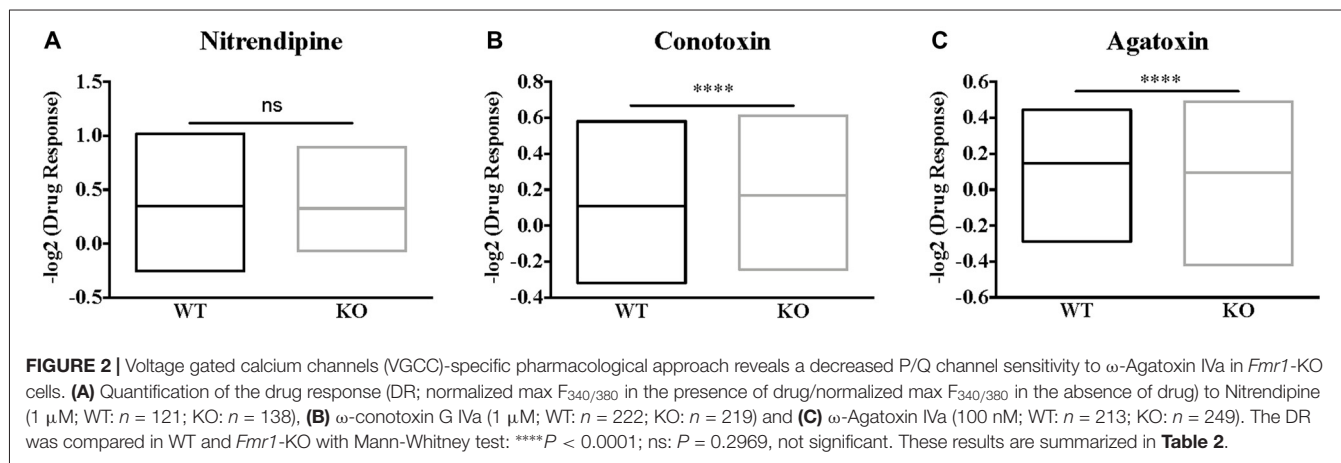 A
Nitrendipine
-log2 (Drug Response)
1.5
1.0
0.5
0.0
-0.5
ns
WT
KO
B
Conotoxin
-log2 (Drug Response)
0.8
0.6
0.4
0.2
0.0
-0.2
-0.4
****
WT
KO
C
Agatoxin
-log2 (Drug Response)
0.6
0.4
0.2
0.0
-0.2
-0.4
-0.6
****
WT
KO
FIGURE 2 | Voltage gated calcium channels (VGCC)-specific pharmacological approach reveals a decreased P/Q channel sensitivity to ω-Agatoxin IVa in Fmr1-KO
cells. (A) Quantification of the drug response (DR; normalized max F340/380 in the presence of drug/normalized max F340/380 in the absence of drug) to Nitrendipine
(1 μM; WT: n = 121; KO: n = 138), (B) ω-conotoxin G IVa (1 μM; WT: n = 222; KO: n = 219) and (C) ω-Agatoxin IVa (100 nM; WT: n = 213; KO: n = 249). The DR
was compared in WT and Fmr1-KO with Mann-Whitney test: ****P < 0.0001; ns: P = 0.2969, not significant. These results are summarized in Table 2.